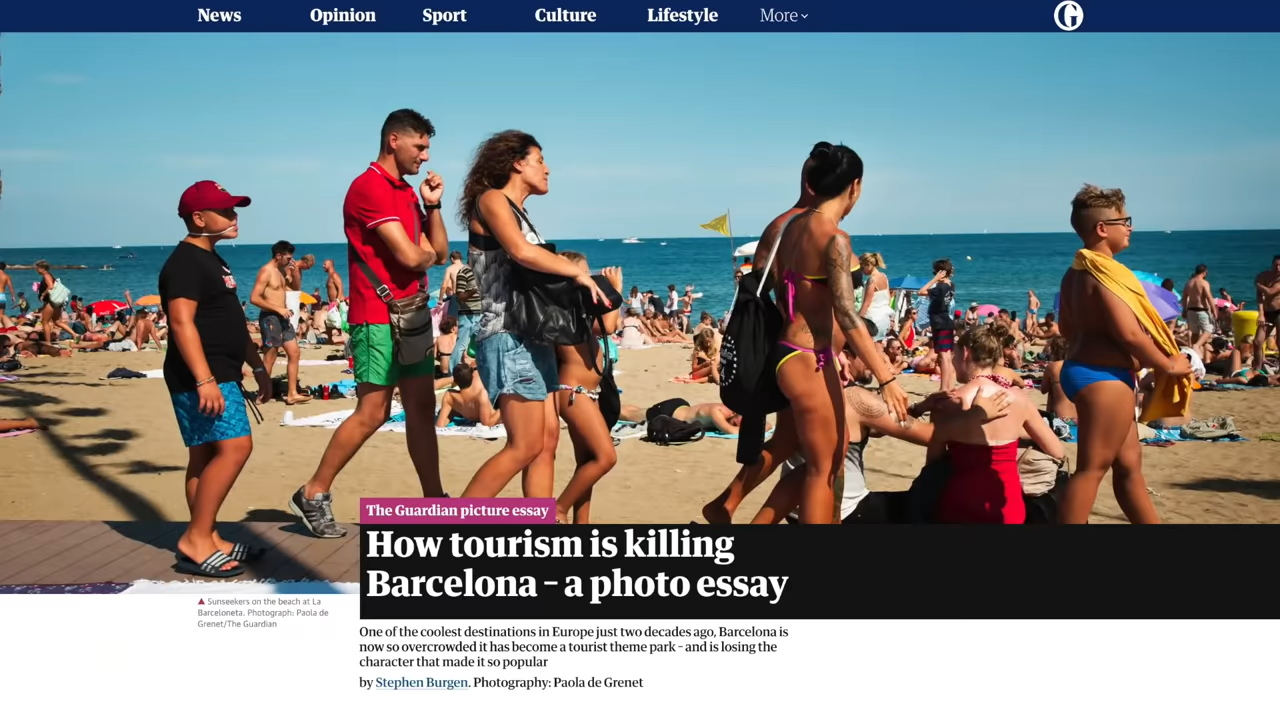 News Opinion Sport Culture Lifestyle More
The Guardian picture essay
How tourism is killing
Barcelona – a photo essay
Sunseekers on the beach at La
Barceloneta. Photograph: Paola de
Grenet/The Guardian
One of the coolest destinations in Europe just two decades ago, Barcelona is
now so overcrowded it has become a tourist theme park – and is losing the
character that made it so popular
by Stephen Burgen. Photography: Paola de Grenet